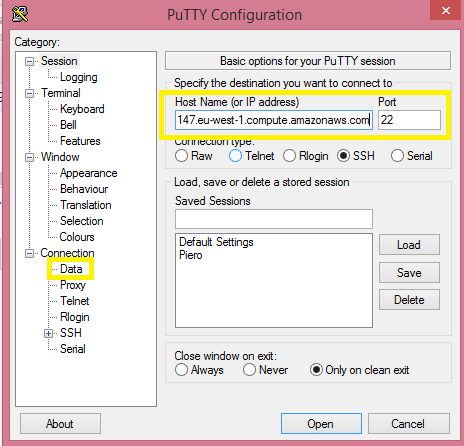 PuTTY Configuration
Category:
Session
Logging
Terminal
Keyboard
Bell
Features
Window
Appearance
Behaviour
Translation
Selection
Colours
Connection
Data
Proxy
Telnet
Rlogin
SSH
Serial
Basic options for your PuTTY session
Specify the destination you want to connect to
Host Name (or IP address) Port
147.eu-west-1.compute.amazonaws.com 22
Connection type:
Raw Telnet Rlogin SSH Serial
Load, save or delete a stored session
Saved Sessions
Default Settings Load
Piero
Save
Delete
Close window on exit:
Always Never Only on clean exit
About Open Cancel